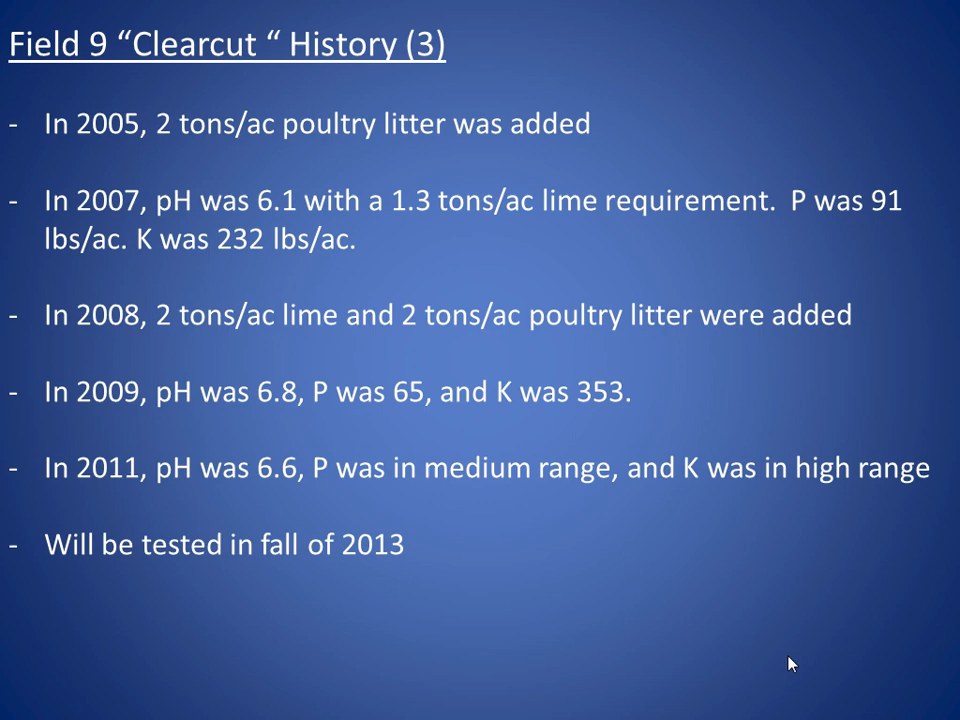 Field 9 “Clearcut “ History (3)
- In 2005, 2 tons/ac poultry litter was added
- In 2007, pH was 6.1 with a 1.3 tons/ac lime requirement.  P was 91
lbs/ac. K was 232 lbs/ac.
- In 2008, 2 tons/ac lime and 2 tons/ac poultry litter were added
- In 2009, pH was 6.8, P was 65, and K was 353.
- In 2011, pH was 6.6, P was in medium range, and K was in high range
- Will be tested in fall of 2013